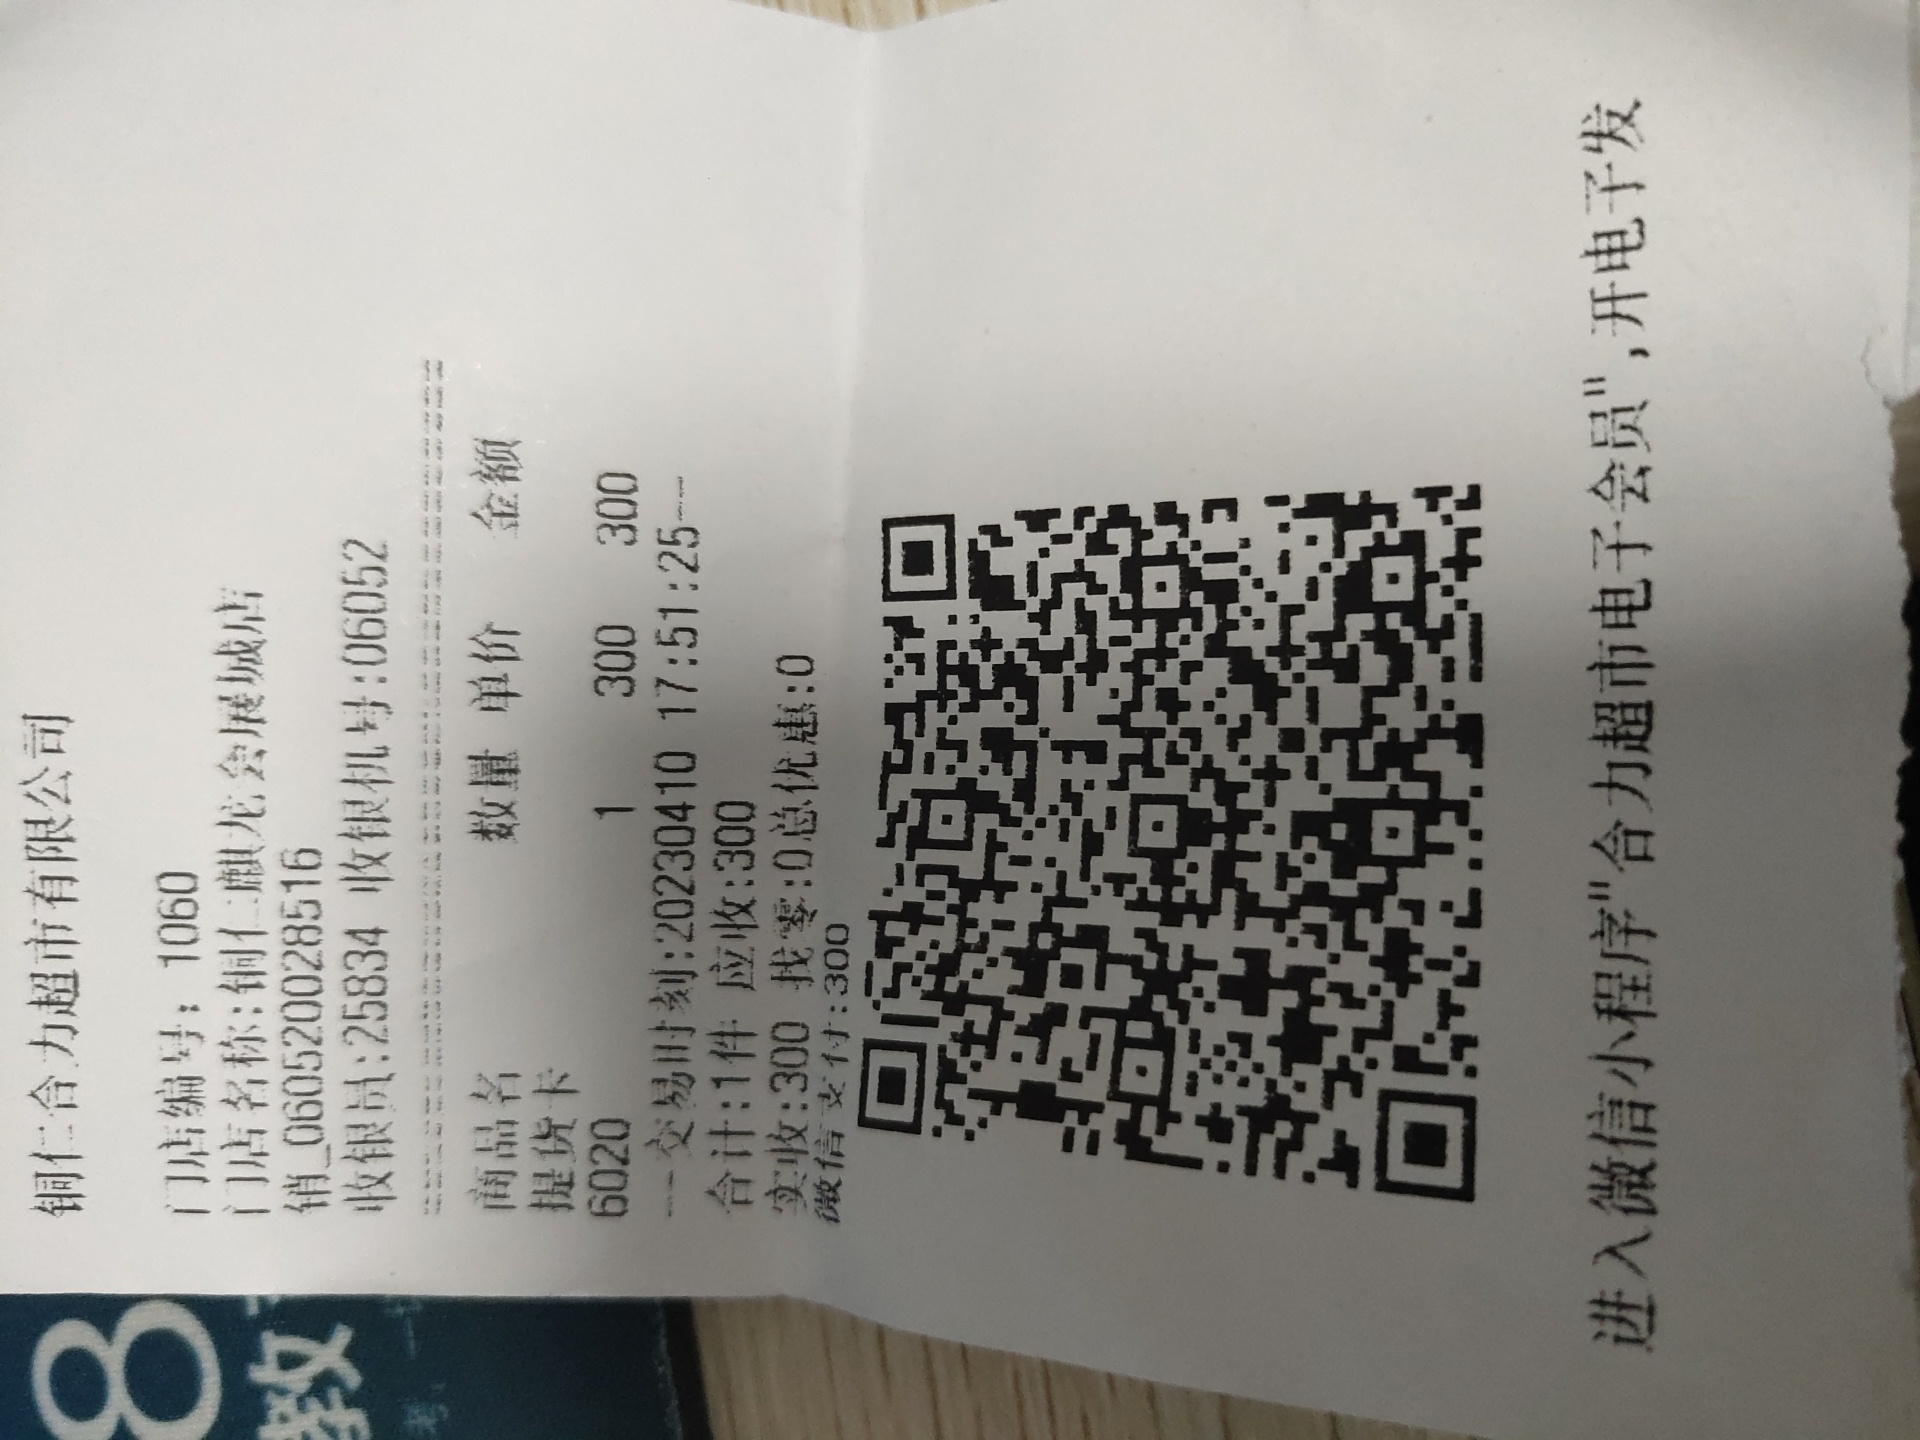 铜仁合力超市有限公司
门店编号: 1060
门店名称:铜仁麒龙会展城店
销_0605200285516
收银员:25834 收银机号:06052
商品名 数量 单价 金额
提货卡
6020 1 300 300
--交易时刻:20230410 17:51:25--
合计:1件 应收:300
实收:300 找零:0总优惠:0
微信支付:300
进入微信小程序"合力超市电子会员",开电子发
8
教
考